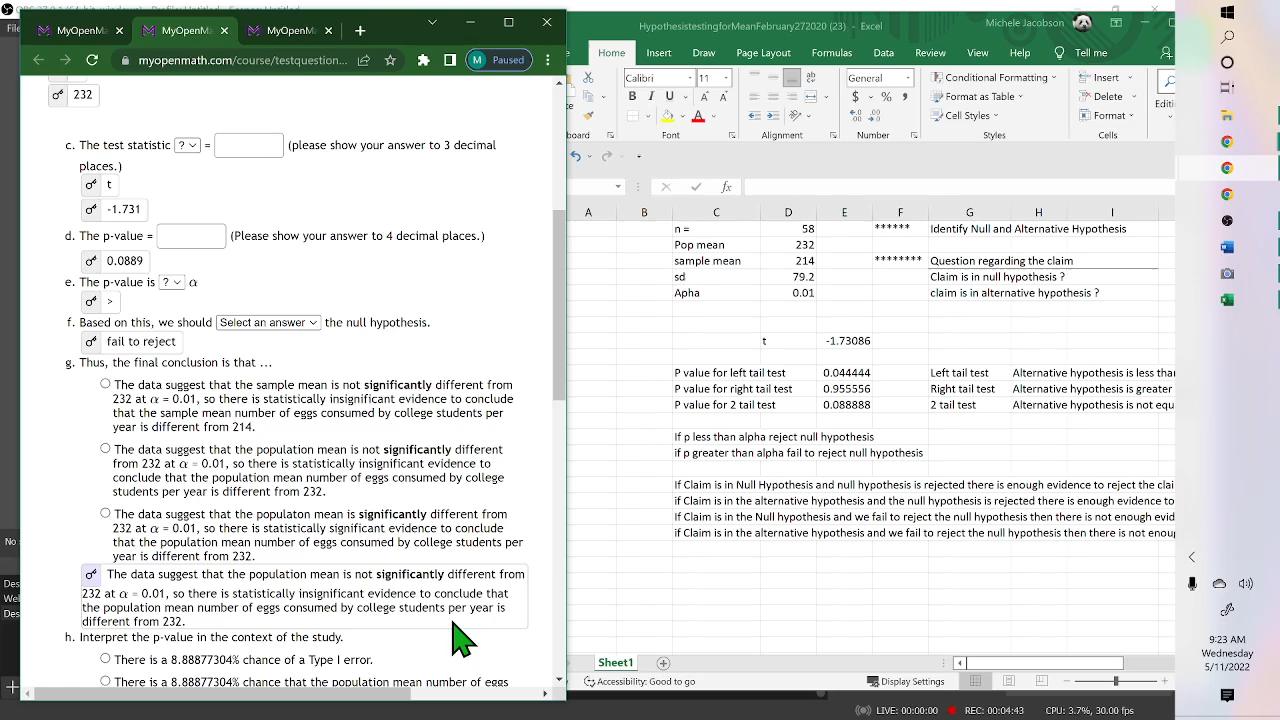 HypothesistestingforMeanFebruary272020 (23) - Excel
Michele Jacobson
MyOpenMa
MyOpenMa
MyOpenMa
myopenmath.com/course/testquestion...
M Paused
Home Insert Draw Page Layout Formulas Data Review View Help Tell me
Calibri 11
General
Conditional Formatting
Format as Table
Cell Styles
Insert
Delete
Format
Font
Alignment
Number
Styles
Cells
232
c. The test statistic ? = (please show your answer to 3 decimal
places.)
t
-1.731
d. The p-value = (Please show your answer to 4 decimal places.)
0.0889
e. The p-value is ? α
>
f. Based on this, we should Select an answer the null hypothesis.
fail to reject
g. Thus, the final conclusion is that ...
The data suggest that the sample mean is not significantly different from
232 at α = 0.01, so there is statistically insignificant evidence to conclude
that the sample mean number of eggs consumed by college students per
year is different from 214.
The data suggest that the population mean is not significantly different
from 232 at α = 0.01, so there is statistically insignificant evidence to
conclude that the population mean number of eggs consumed by college
students per year is different from 232.
The data suggest that the populaton mean is significantly different from
232 at α = 0.01, so there is statistically significant evidence to conclude
that the population mean number of eggs consumed by college students per
year is different from 232.
The data suggest that the population mean is not significantly different from
232 at α = 0.01, so there is statistically insignificant evidence to conclude that
the population mean number of eggs consumed by college students per year is
different from 232.
h. Interpret the p-value in the context of the study.
There is a 8.88877304% chance of a Type I error.
There is a 8.88877304% chance that the population mean number of eggs
A B C D E F G H I
n = 58 ****** Identify Null and Alternative Hypothesis
Pop mean 232
sample mean 214 ******** Question regarding the claim
sd 79.2 Claim is in null hypothesis ?
Apha 0.01 claim is in alternative hypothesis ?
t -1.73086
P value for left tail test 0.044444 Left tail test Alternative hypothesis is less tha
P value for right tail test 0.955556 Right tail test Alternative hypothesis is greater
P value for 2 tail test 0.088888 2 tail test Alternative hypothesis is not equ
If p less than alpha reject null hypothesis
if p greater than alpha fail to reject null hypothesis
If Claim is in Null Hypothesis and null hypothesis is rejected there is enough evidence to reject the clai
if Claim is in the alternative hypothesis and the null hypothesis is rejected there is enough evidence to
If Claim is in the Null hypothesis and we fail to reject the null hypothesis then there is not enough evid
if Claim is in the alternative hypothesis and we fail to reject the null hypothesis then there is not enoug
Sheet1
Accessibility: Good to go
Display Settings
9:23 AM
Wednesday
5/11/2022
LIVE: 00:00:00 REC: 00:04:43 CPU: 3.7%, 30.00 fps